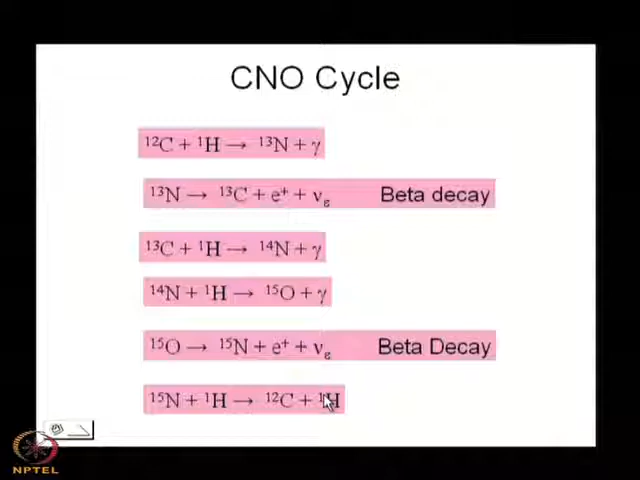 CNO Cycle
¹²C + ¹H → ¹³N + γ
¹³N → ¹³C + e⁺ + νₑ Beta decay
¹³C + ¹H → ¹⁴N + γ
¹⁴N + ¹H → ¹⁵O + γ
¹⁵O → ¹⁵N + e⁺ + νₑ Beta Decay
¹⁵N + ¹H → ¹²C + ¹H
NPTEL